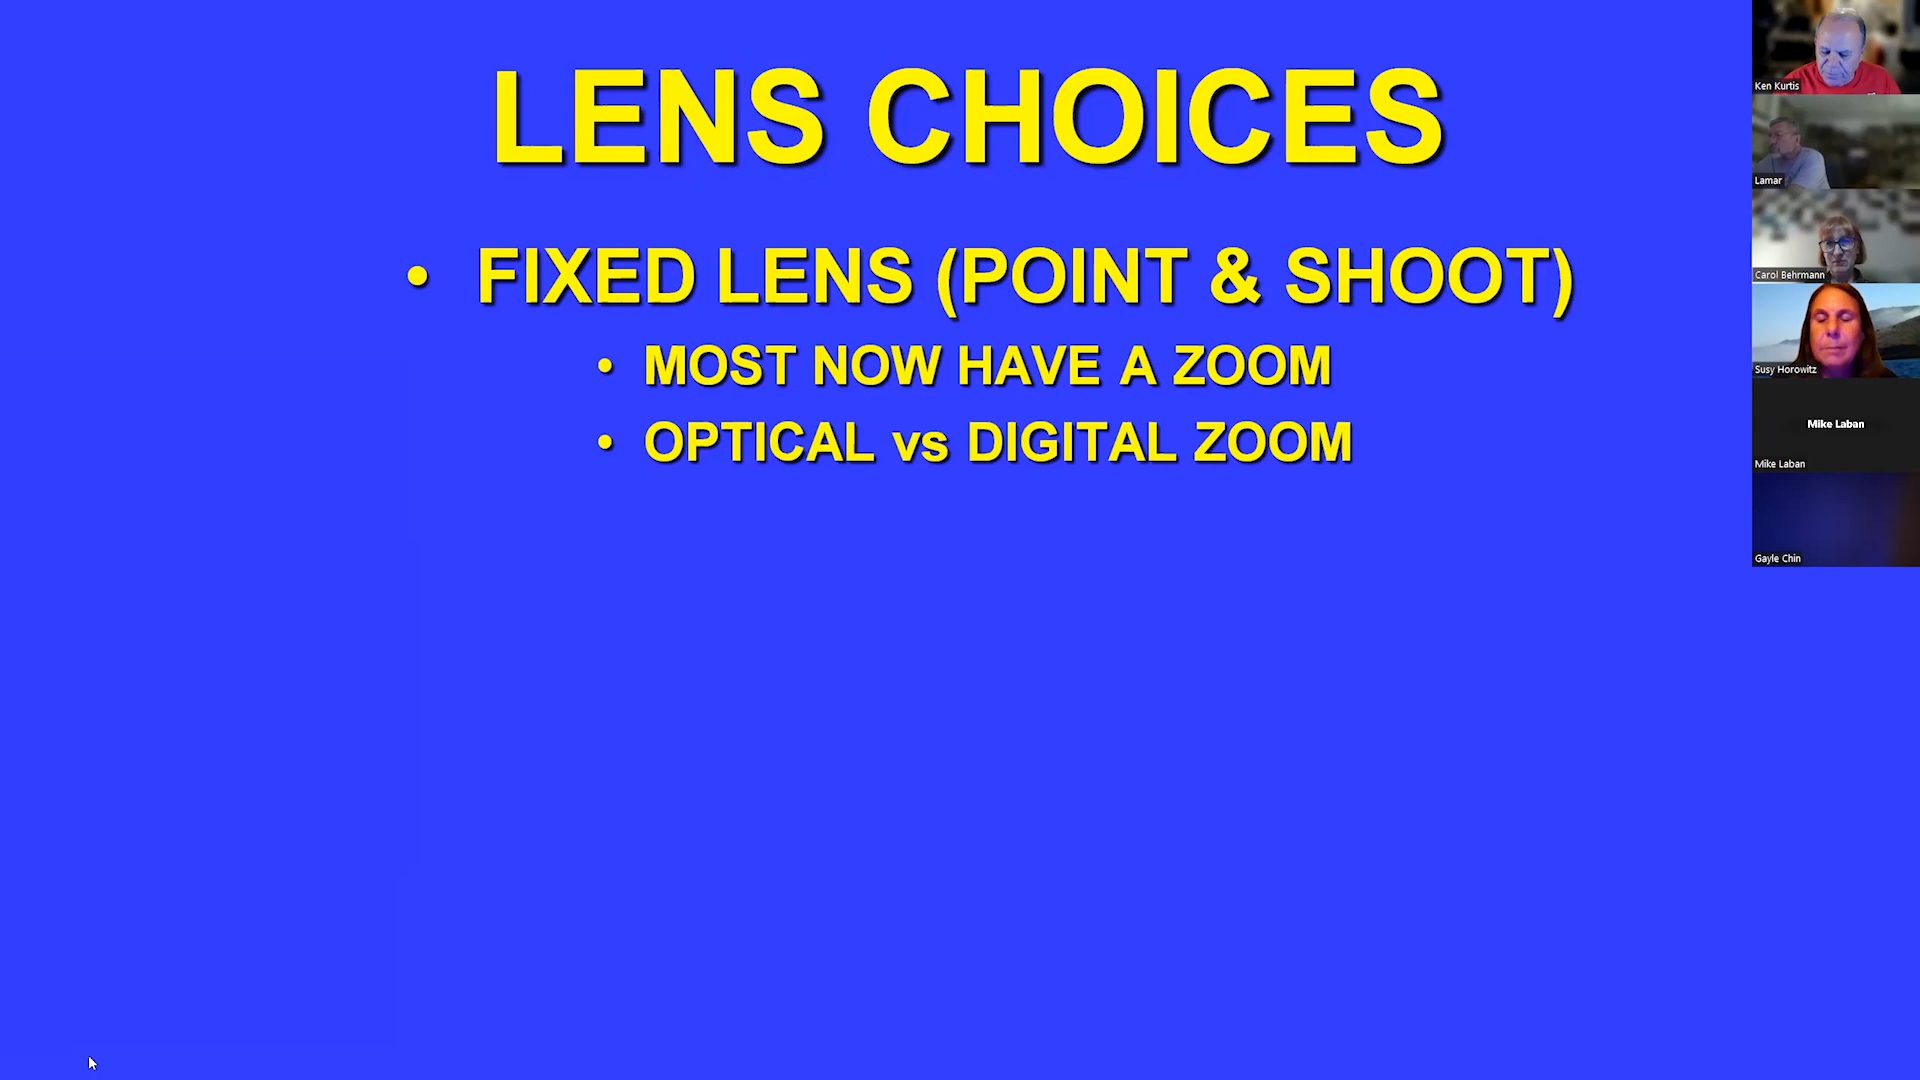 LENS CHOICES
• FIXED LENS (POINT & SHOOT)
• MOST NOW HAVE A ZOOM
• OPTICAL vs DIGITAL ZOOM
Ken Kurtis
Lamar
Carol Behrmann
Susy Horowitz
Mike Laban
Mike Laban
Gayle Chin